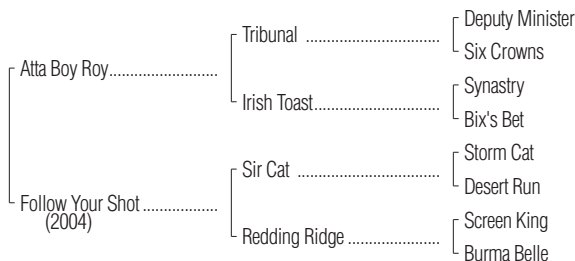 Deputy Minister
Tribunal ................................
Six Crowns
Atta Boy Roy..........................
Synastry
Irish Toast..............................
Bix's Bet
Storm Cat
Sir Cat ..................................
Desert Run
Follow Your Shot ..................
(2004)
Screen King
Redding Ridge ......................
Burma Belle